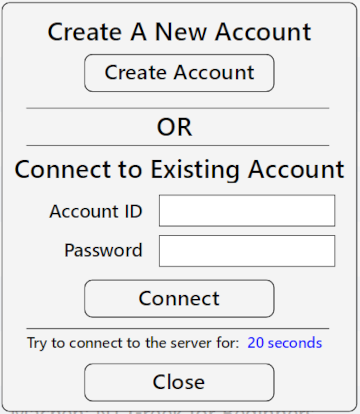 Create A New Account
Create Account
OR
Connect to Existing Account
Account ID
Password
Connect
Try to connect to the server for: 20 seconds
Close